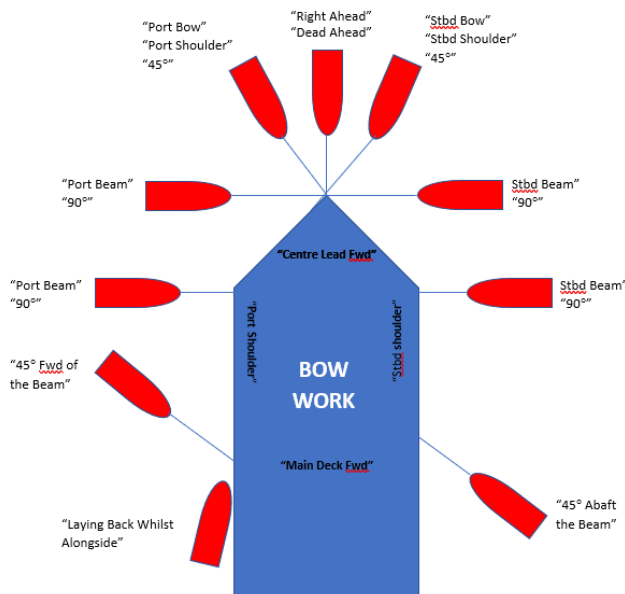 “Right Ahead”
“Dead Ahead”
“Port Bow”
“Port Shoulder”
“45°”
“Stbd Bow”
“Stbd Shoulder”
“45°”
“Port Beam”
“90°”
Stbd Beam”
“90°”
“Centre Lead Fwd”
“Port Beam”
“90°”
Stbd Beam”
“90°”
“Port Shoulder”
“Stbd shoulder”
“45° Fwd of
the Beam”
BOW
WORK
“Main Deck Fwd”
“Laying Back Whilst
Alongside”
“45° Abaft
the Beam”